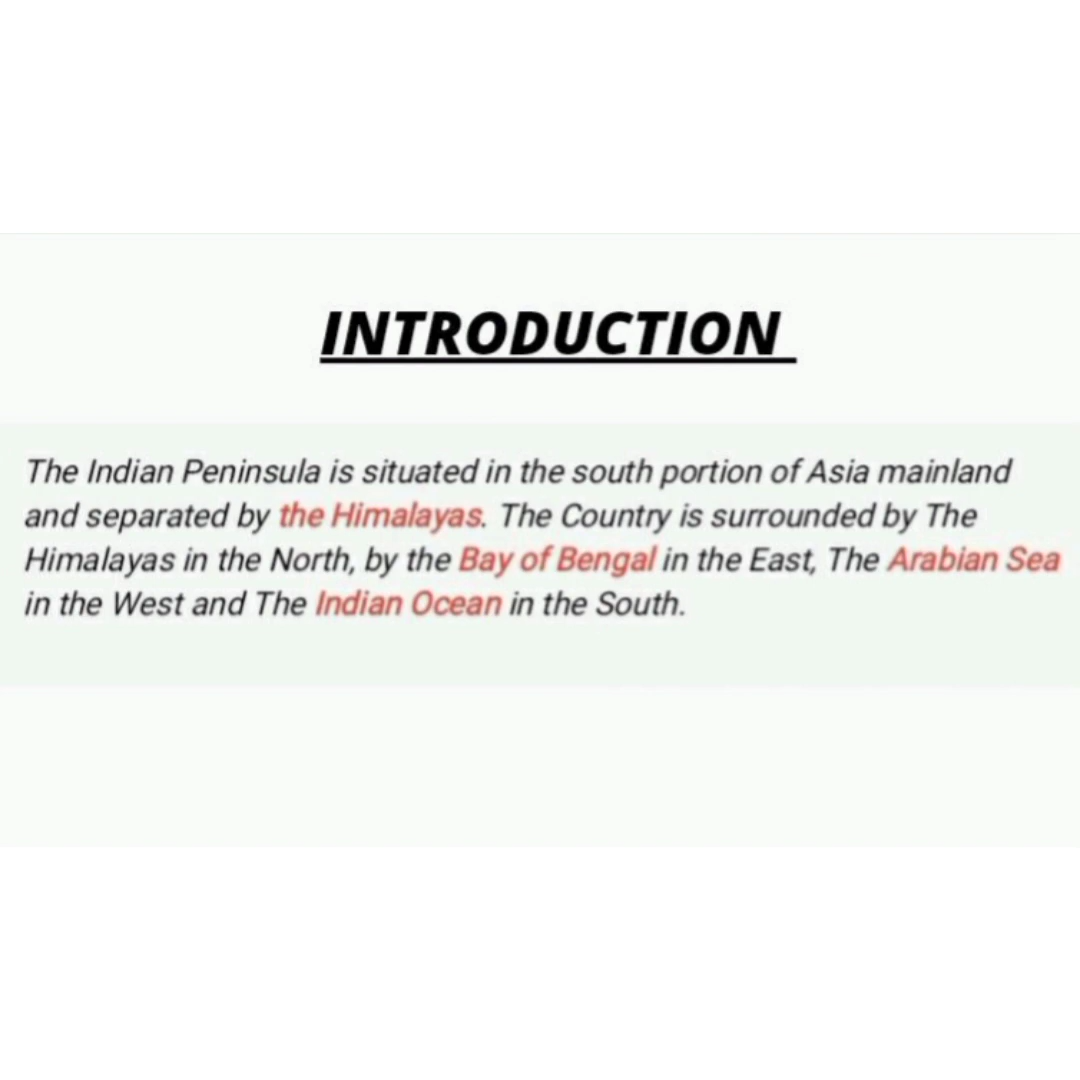 INTRODUCTION
The Indian Peninsula is situated in the south portion of Asia mainland
and separated by the Himalayas. The Country is surrounded by The
Himalayas in the North, by the Bay of Bengal in the East, The Arabian Sea
in the West and The Indian Ocean in the South.